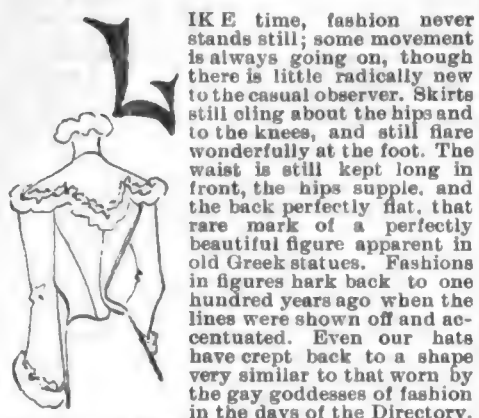 L
IKE time, fashion never
stands still; some movement
is always going on, though
there is little radically new
to the casual observer. Skirts
still cling about the hips and
to the knees, and still flare
wonderfully at the foot. The
waist is still kept long in
front, the hips supple, and
the back perfectly flat, that
rare mark of a perfectly
beautiful figure apparent in
old Greek statues. Fashions
in figures hark back to one
hundred years ago when the
lines were shown off and ac-
centuated. Even our hats
have crept back to a shape
very similar to that worn by
the gay goddesses of fashion
in the days of the Directory.